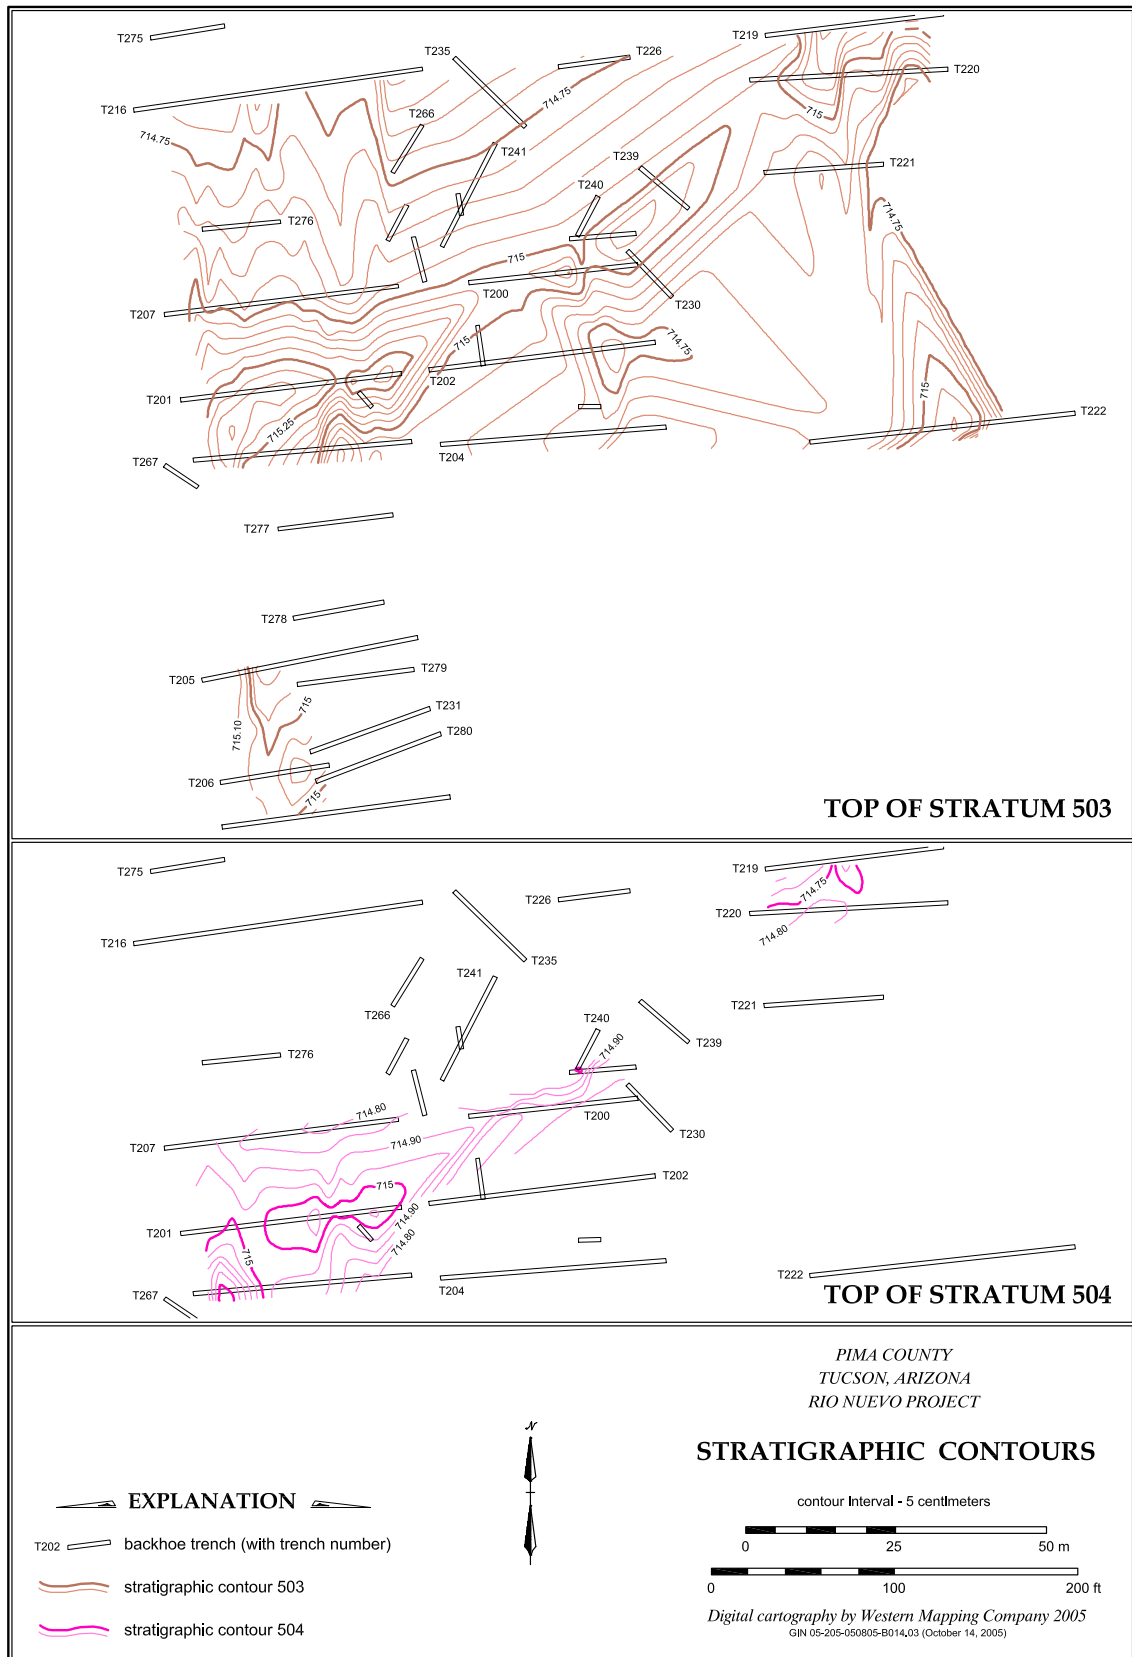 T275
T235
T226
T219
T220
T216
714.75
T266
714.75
715
T241
T239
T221
T240
714.75
T276
715
T200
T230
T207
715
714.75
T202
T201
715
T222
715.25
T267
T204
T277
T278
T205
T279
715
T231
715.10
T280
T206
715
TOP OF STRATUM 503
T275
T219
714.75
T226
T220
T216
714.80
T235
T241
T221
T266
T240
714.90
T239
T276
714.80
T200
714.90
T230
T207
T202
715
714.90
T201
714.80
715
T222
T267
T204
TOP OF STRATUM 504
PIMA COUNTY
TUCSON, ARIZONA
RIO NUEVO PROJECT
N
STRATIGRAPHIC CONTOURS
contour Interval - 5 centimeters
EXPLANATION
0 25 50 m
T202 backhoe trench (with trench number)
0 100 200 ft
stratigraphic contour 503
Digital cartography by Western Mapping Company 2005
stratigraphic contour 504
GIN 05-205-050805-B014.03 (October 14, 2005)